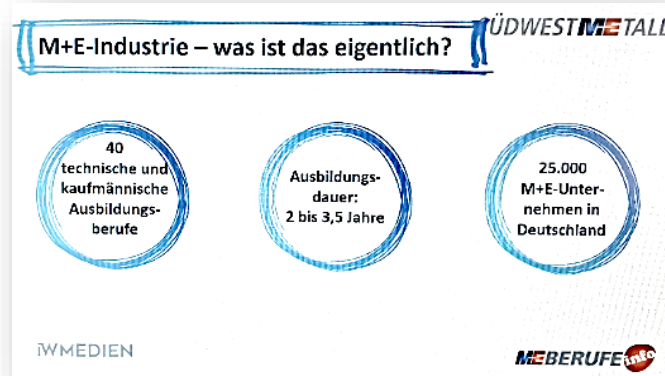 M+E-Industrie – was ist das eigentlich?
ÜDWESTMETALL
40
technische und
kaufmännische
Ausbildungs-
berufe
Ausbildungs-
dauer:
2 bis 3,5 Jahre
25.000
M+E-Unter-
nehmen in
Deutschland
iWMEDIEN
MEBERUFE info